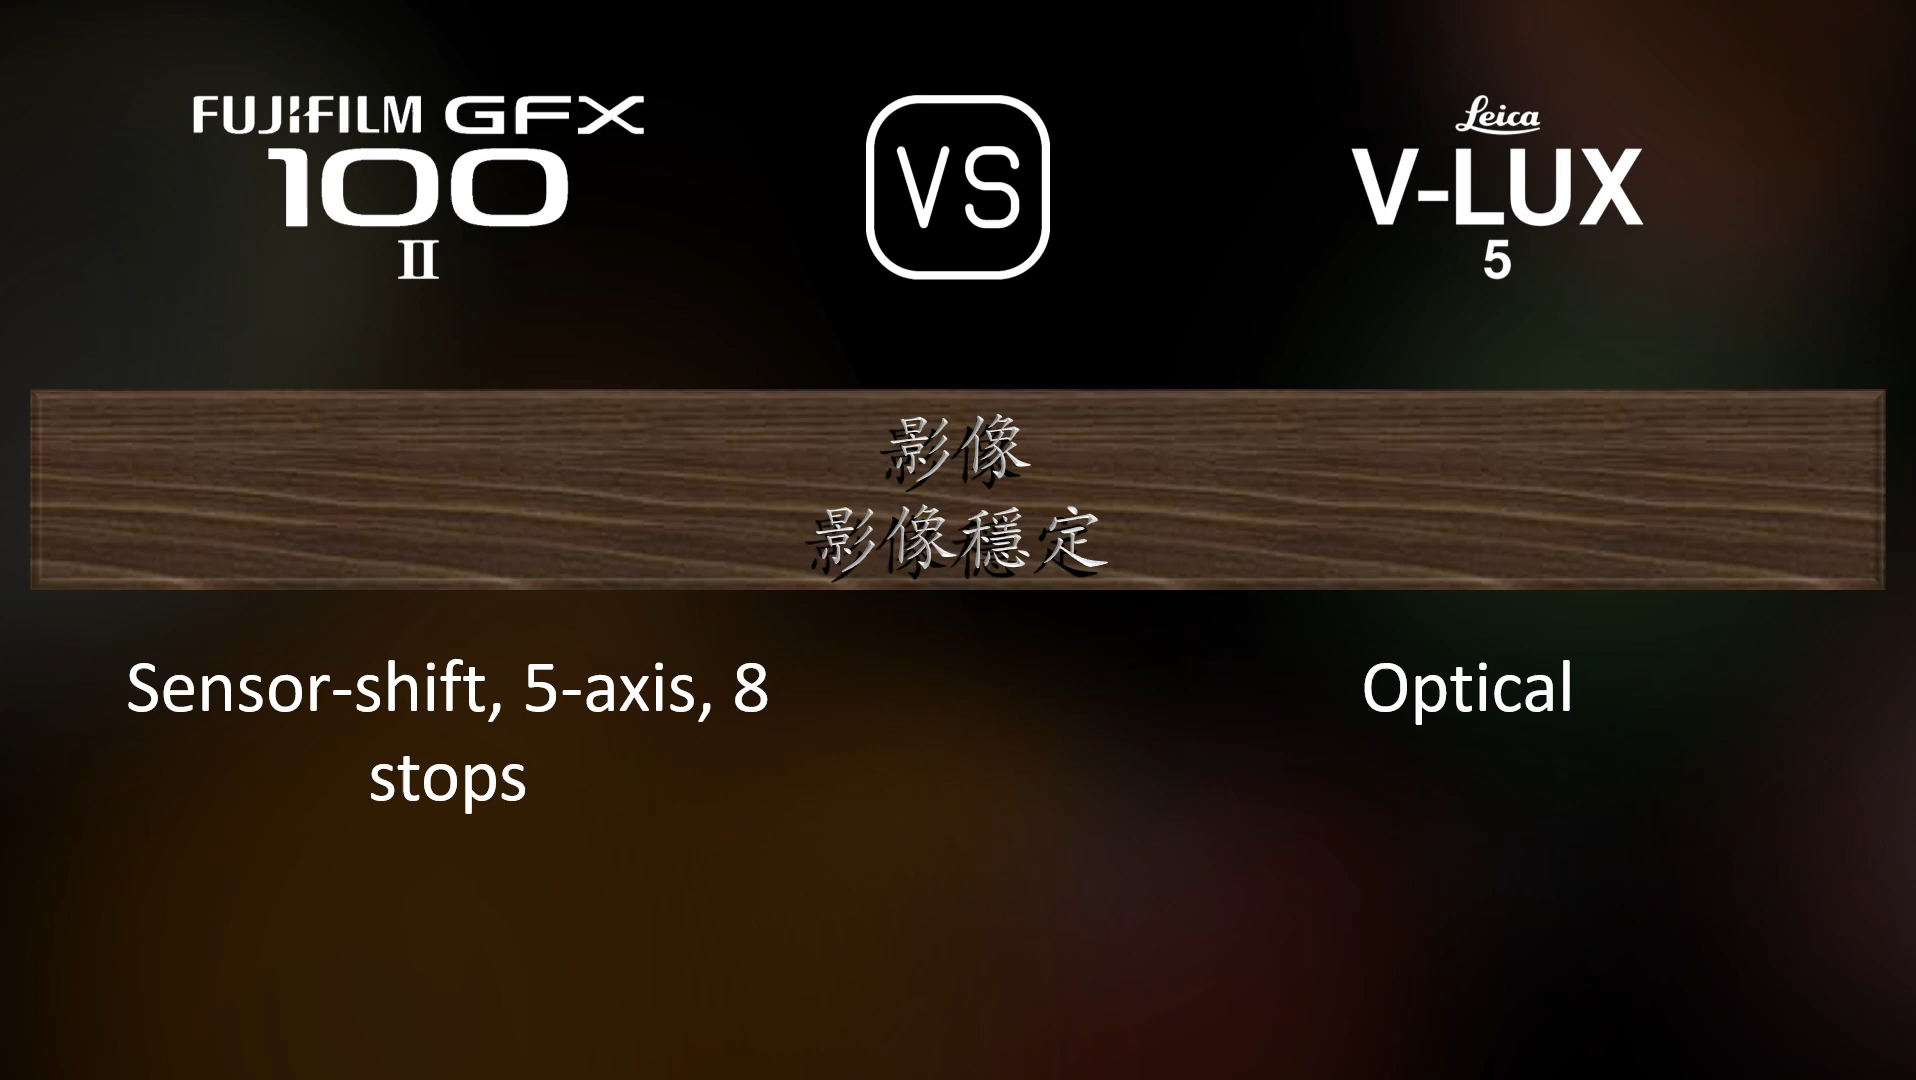 FUJIFILM GFX
100
II
VS
Leica
V-LUX
5
影像
影像穩定
Sensor-shift, 5-axis, 8
stops
Optical